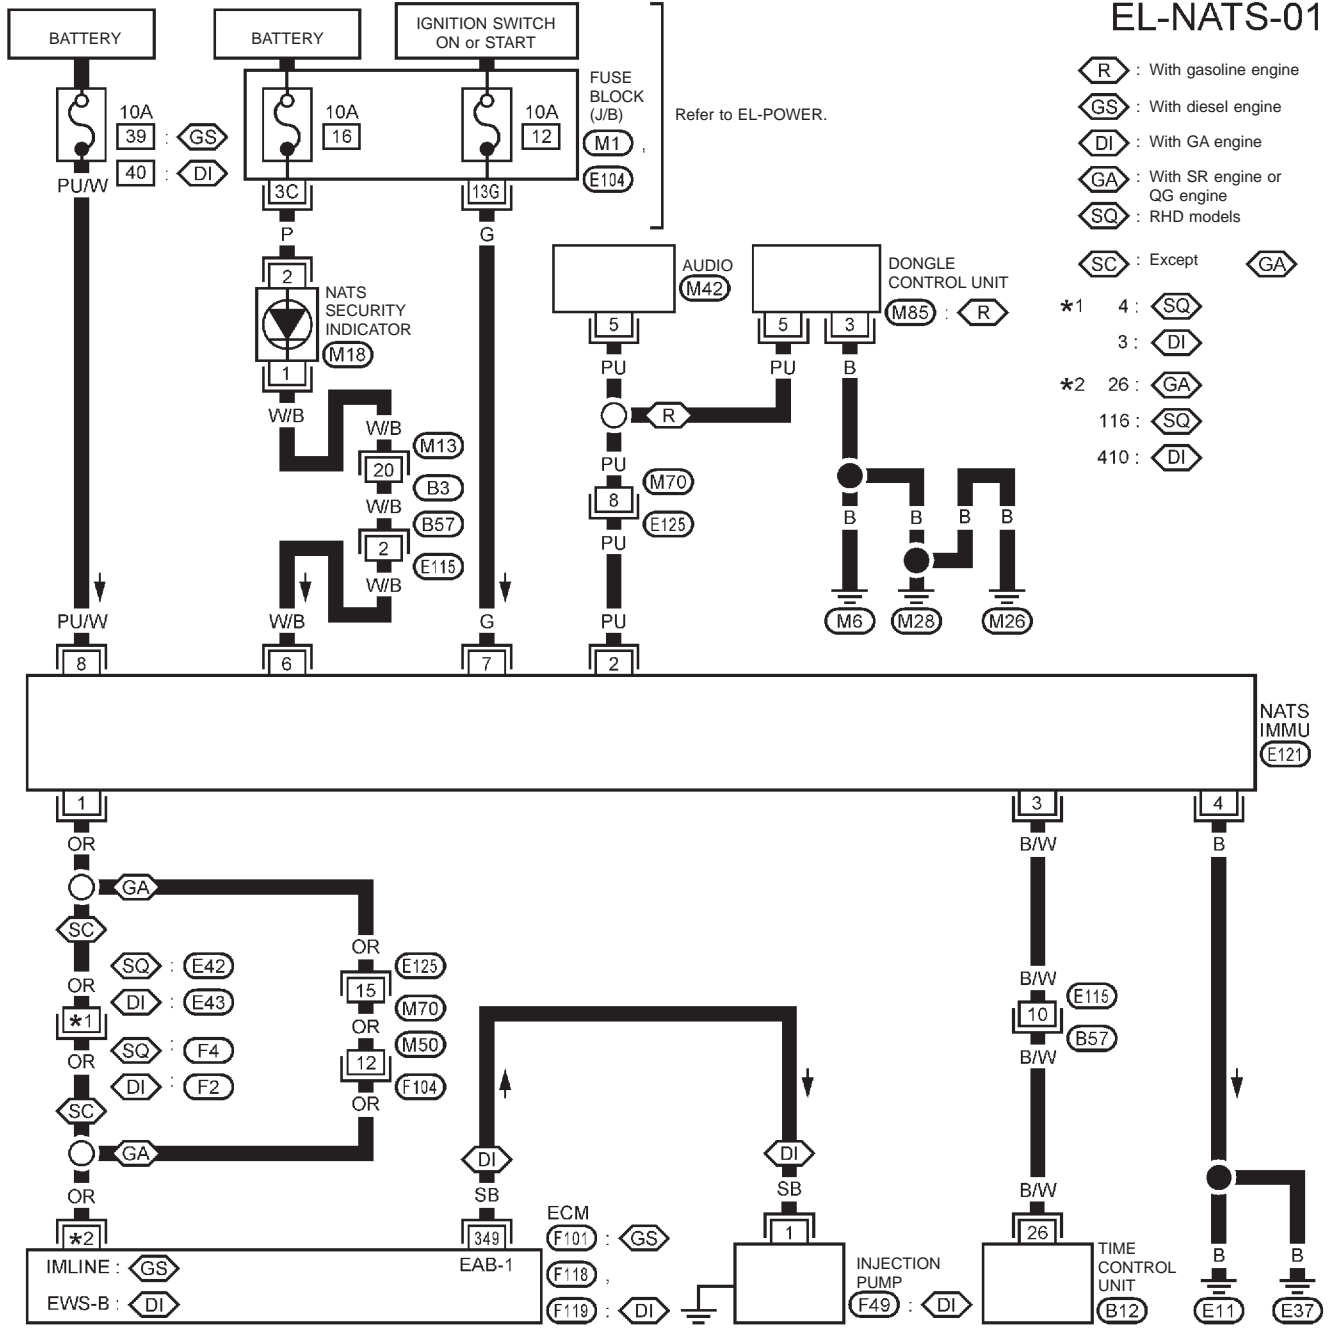 EL-NATS-01
BATTERY
BATTERY
IGNITION SWITCH
ON or START
FUSE
BLOCK
(J/B)
M1 ,
E104
Refer to EL-POWER.
10A
39 : GS
40 : DI
10A
16
10A
12
PU/W
3C
13G
P
G
R : With gasoline engine
GS : With diesel engine
DI : With GA engine
GA : With SR engine or
QG engine
SQ : RHD models
SC : Except GA
*1 4 : SQ
3 : DI
*2 26 : GA
116 : SQ
410 : DI
2
NATS
SECURITY
INDICATOR
M18
1
W/B
W/B
M13
20
B3
W/B
B57
2
E115
W/B
AUDIO
M42
5
PU
DONGLE
CONTROL UNIT
M85 : R
5
3
PU
B
R
PU
M70
8
E125
PU
B
B
B
B
M6
M28
M26
PU/W
W/B
G
PU
8
6
7
2
NATS
IMMU
E121
1
3
4
OR
B/W
B
GA
SC
OR
SQ : E42
DI : E43
*1
SQ : F4
DI : F2
OR
SC
GA
OR
E125
15
M70
OR
M50
12
F104
OR
B/W
E115
10
B57
B/W
OR
DI
SB
DI
SB
B/W
*2
349
1
26
IMLINE : GS
EWS-B : DI
EAB-1
ECM
F101 : GS
F118 ,
F119 : DI
INJECTION
PUMP
F49 : DI
TIME
CONTROL
UNIT
B12
B
B
E11
E37